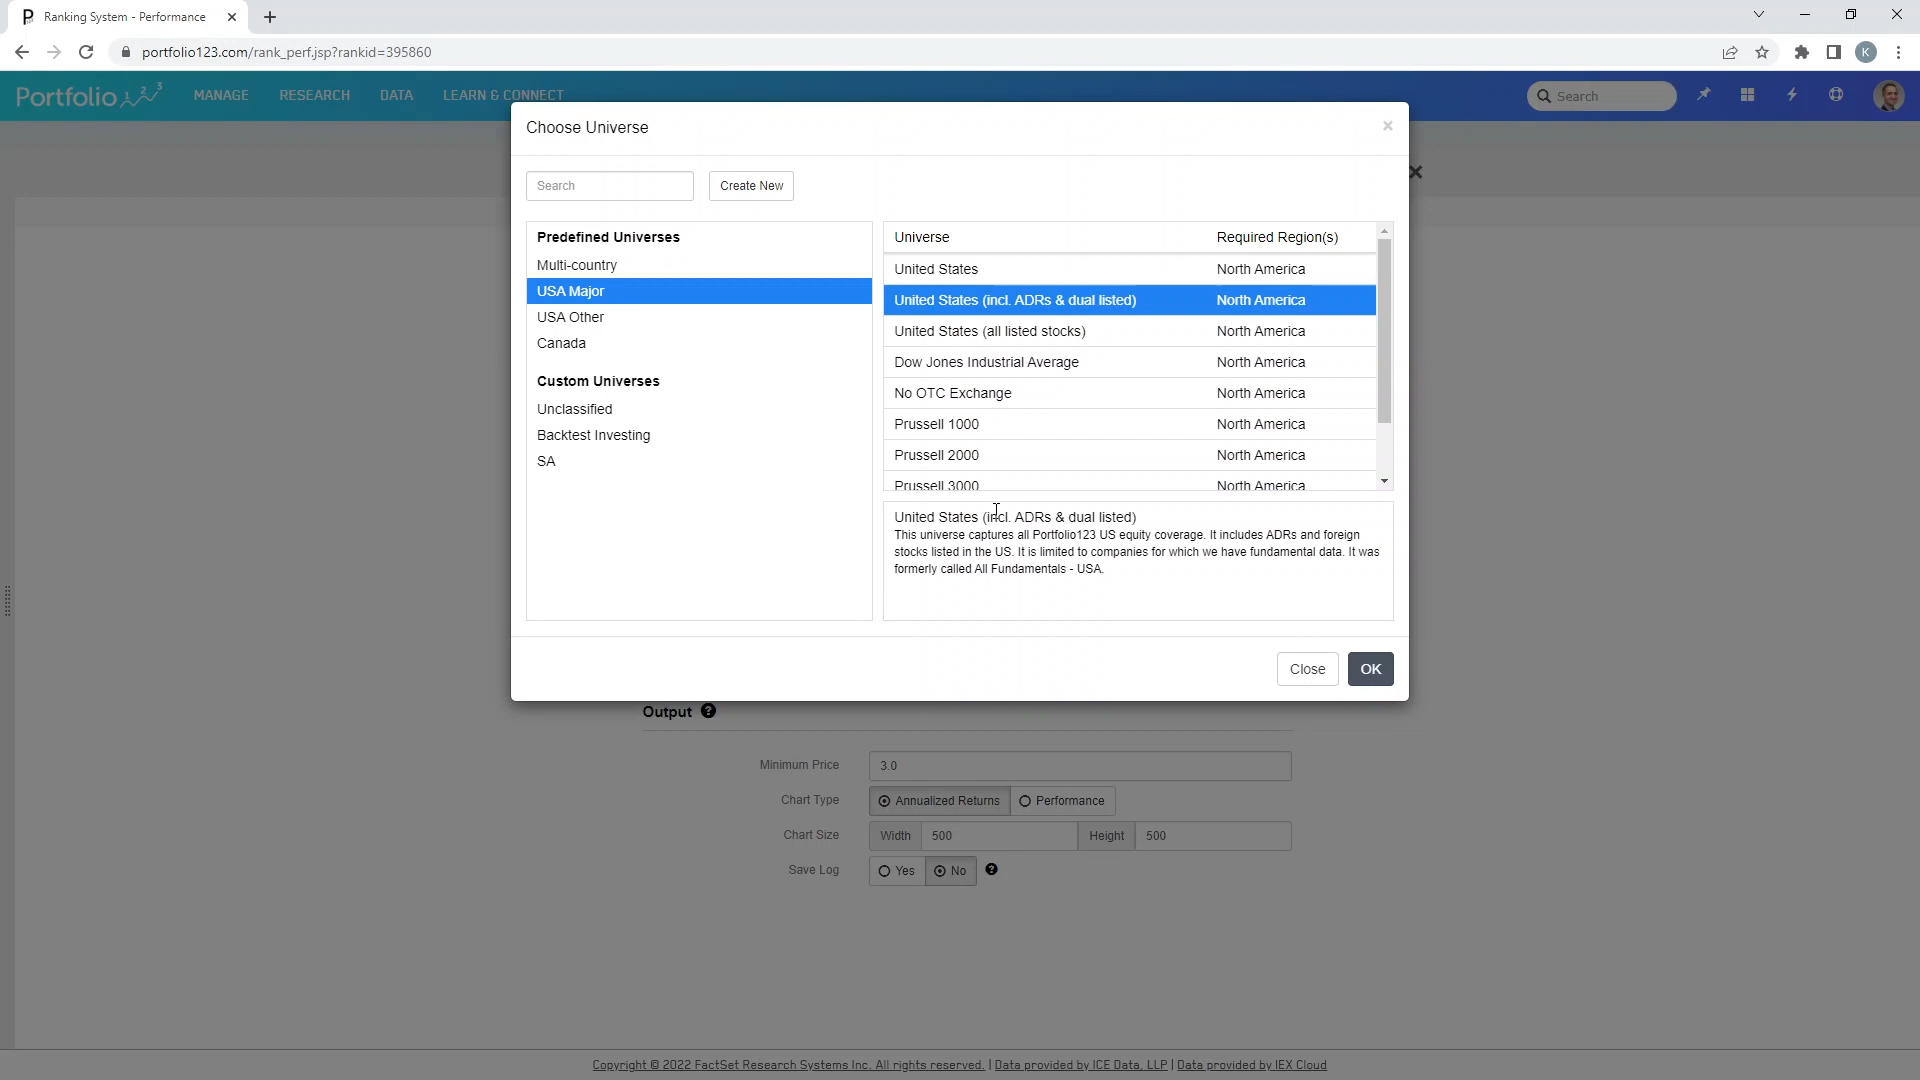 Ranking System - Performance
portfolio123.com/rank_perf.jsp?rankid=395860
K
Portfolio 1 2 3
MANAGE
RESEARCH
DATA
LEARN & CONNECT
Search
Choose Universe
Search
Create New
Predefined Universes
Multi-country
USA Major
USA Other
Canada
Custom Universes
Unclassified
Backtest Investing
SA
Universe Required Region(s)
United States North America
United States (incl. ADRs & dual listed) North America
United States (all listed stocks) North America
Dow Jones Industrial Average North America
No OTC Exchange North America
Prussell 1000 North America
Prussell 2000 North America
Prussell 3000 North America
United States (incl. ADRs & dual listed)
This universe captures all Portfolio123 US equity coverage. It includes ADRs and foreign
stocks listed in the US. It is limited to companies for which we have fundamental data. It was
formerly called All Fundamentals - USA.
Close
OK
Output
Minimum Price 3.0
Chart Type Annualized Returns Performance
Chart Size Width 500 Height 500
Save Log Yes No
Copyright © 2022 FactSet Research Systems Inc. All rights reserved. | Data provided by ICE Data, LLP | Data provided by IEX Cloud